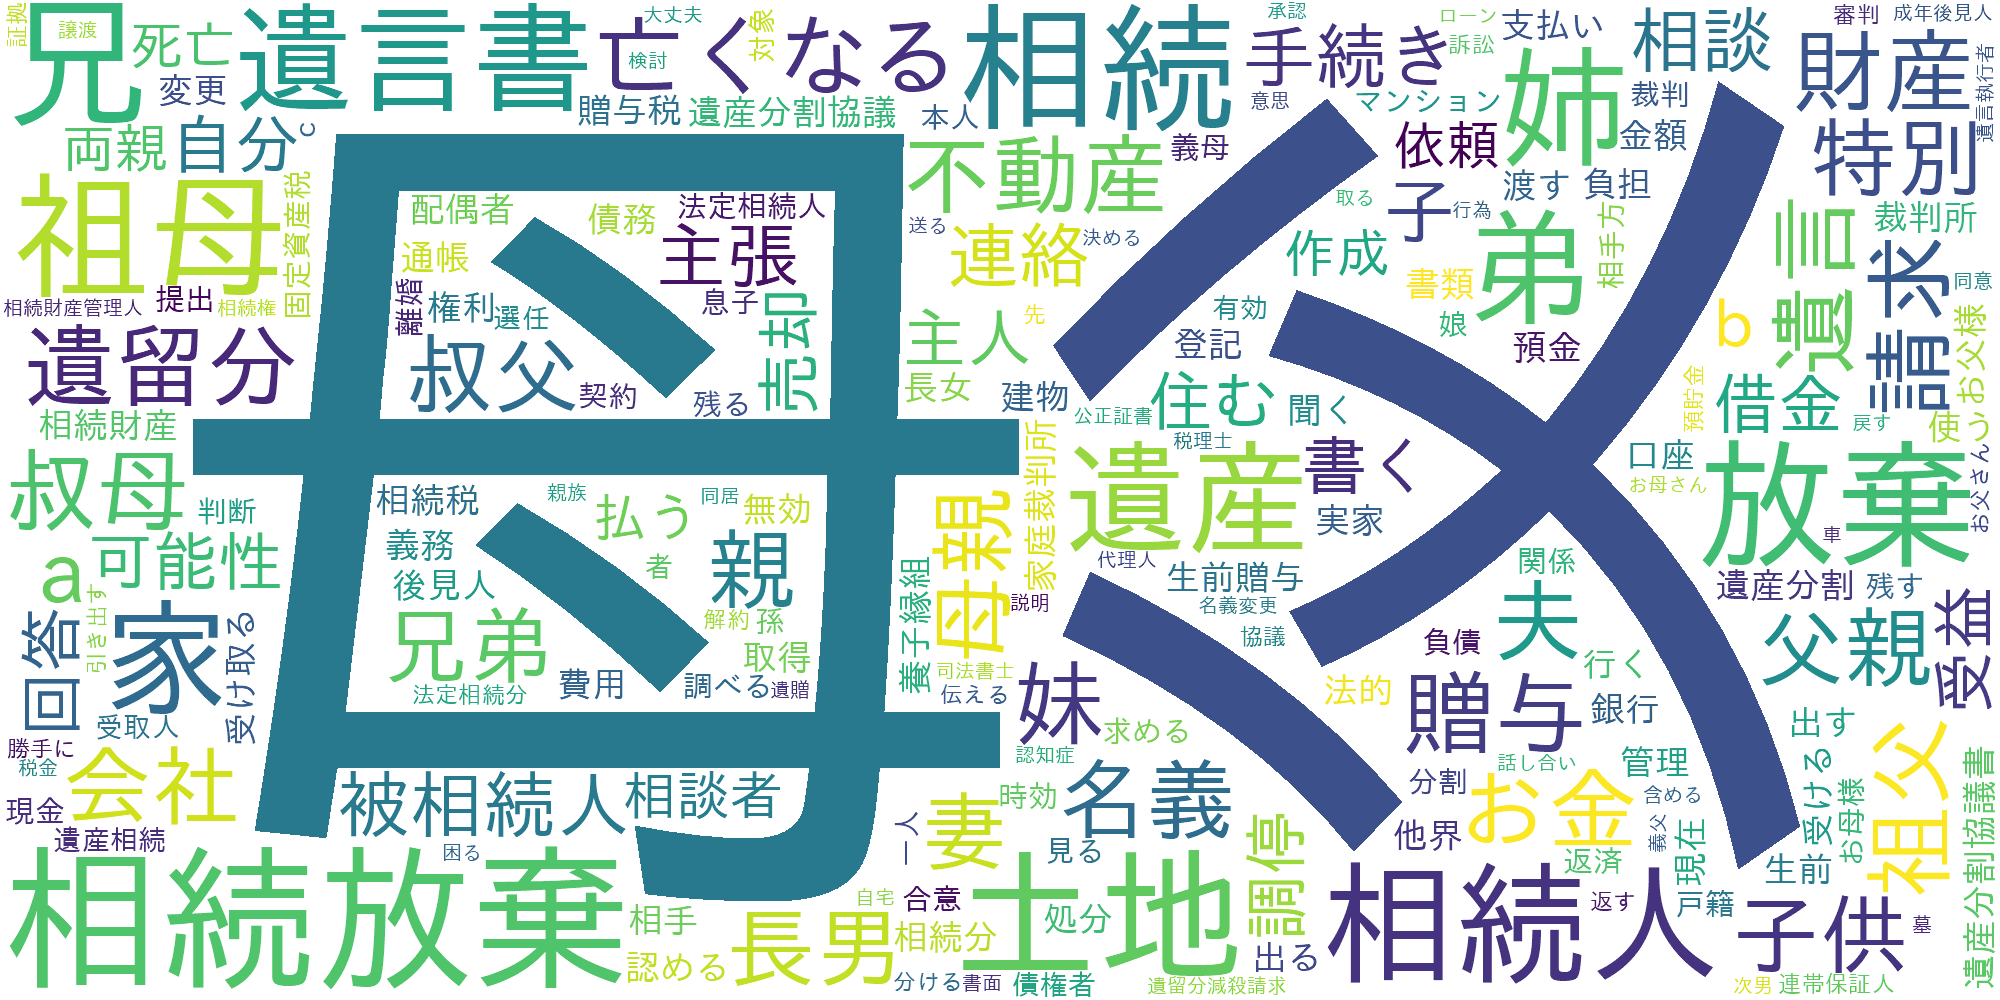 母
父
証拠
譲渡
兄
死亡
変更
両親
自分
c
遺言書
亡くなる
大丈夫
検討
対象
贈与税
遺産分割協議
本人
相続
手続き
承認
意思
ローン
訴訟
支払い
マンション
依頼
姉
裁判
金額
相談
審判
成年後見人
財産
遺言執行者
特別
祖母
固定資産税
相続財産管理人
提出
相続権
遺留分
配偶者
債務
法定相続人
通帳
主張
離婚
権利
選任
息子
叔父
売却
契約
残る
不動産
義母
送る
連絡
決める
主人
先
長女
建物
取る
子
行為
渡す
負担
作成
弟
相手方
書類
有効
娘
登記
預金
遺言
裁判所
請求
同意
b
お父様
借金
預貯金
戻す
使う
公正証書
住む
聞く
税理士
相続財産
叔母
判断
a
可能性
引き出す
回答
家
受け取る
受取人
相続税
親族
払う
同居
無効
義務
者
親
後見人
兄弟
解約
孫
取得
法定相続分
費用
調べる
遺贈
家庭裁判所
母親
養子縁組
説明
司法書士
伝える
遺産
書く
実家
代理人
生前贈与
名義変更
協議
口座
お母さん
放棄
お父さん
車
関係
遺産分割
残す
夫
負債
行く
父親
受益
妹
求める
認知症
法的
贈与
銀行
出す
勝手に
税金
会社
現金
遺産相続
被相続人
相談者
困る
時効
名義
妻
一人
見る
調停
分割
話し合い
管理
お金
含める
他界
義父
返済
現在
受ける
お母様
祖父
生前
遺産分割協議書
相続放棄
相手
認める
長男
自宅
合意
相続分
分ける
書面
処分
債権者
土地
遺留分減殺請求
出る
相続人
返す
戸籍
子供
墓
次男
連帯保証人